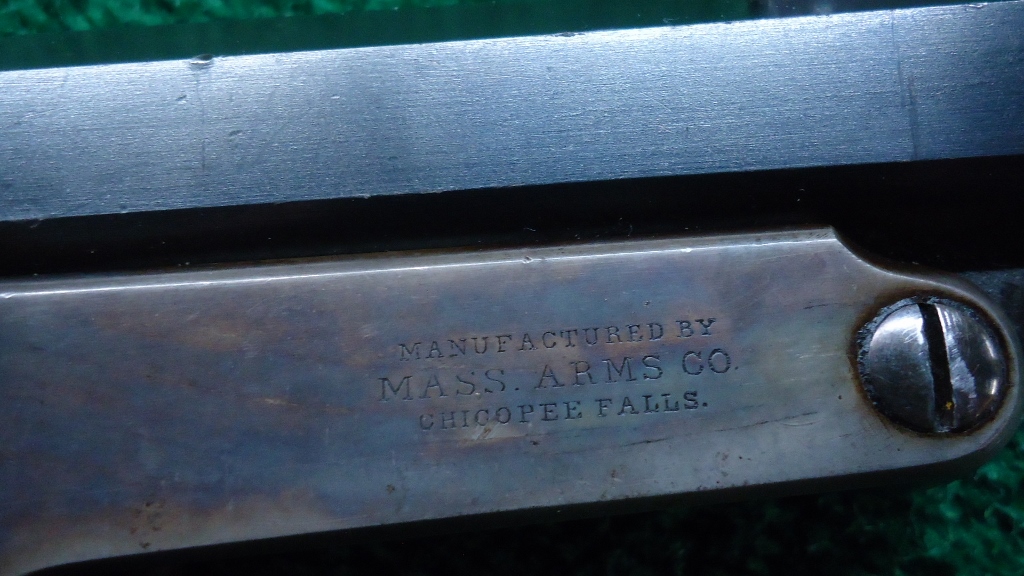 MANUFACTURED BY
MASS. ARMS CO.
CHICOPEE FALLS.